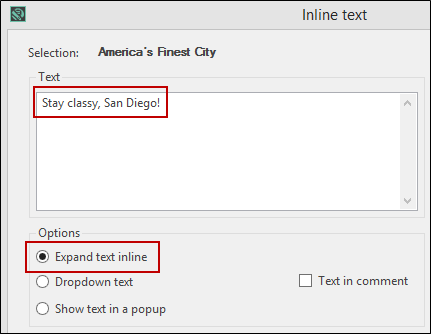 Inline text
Selection: America's Finest City
Text
Stay classy, San Diego!
Options
Expand text inline
Dropdown text Text in comment
Show text in a popup